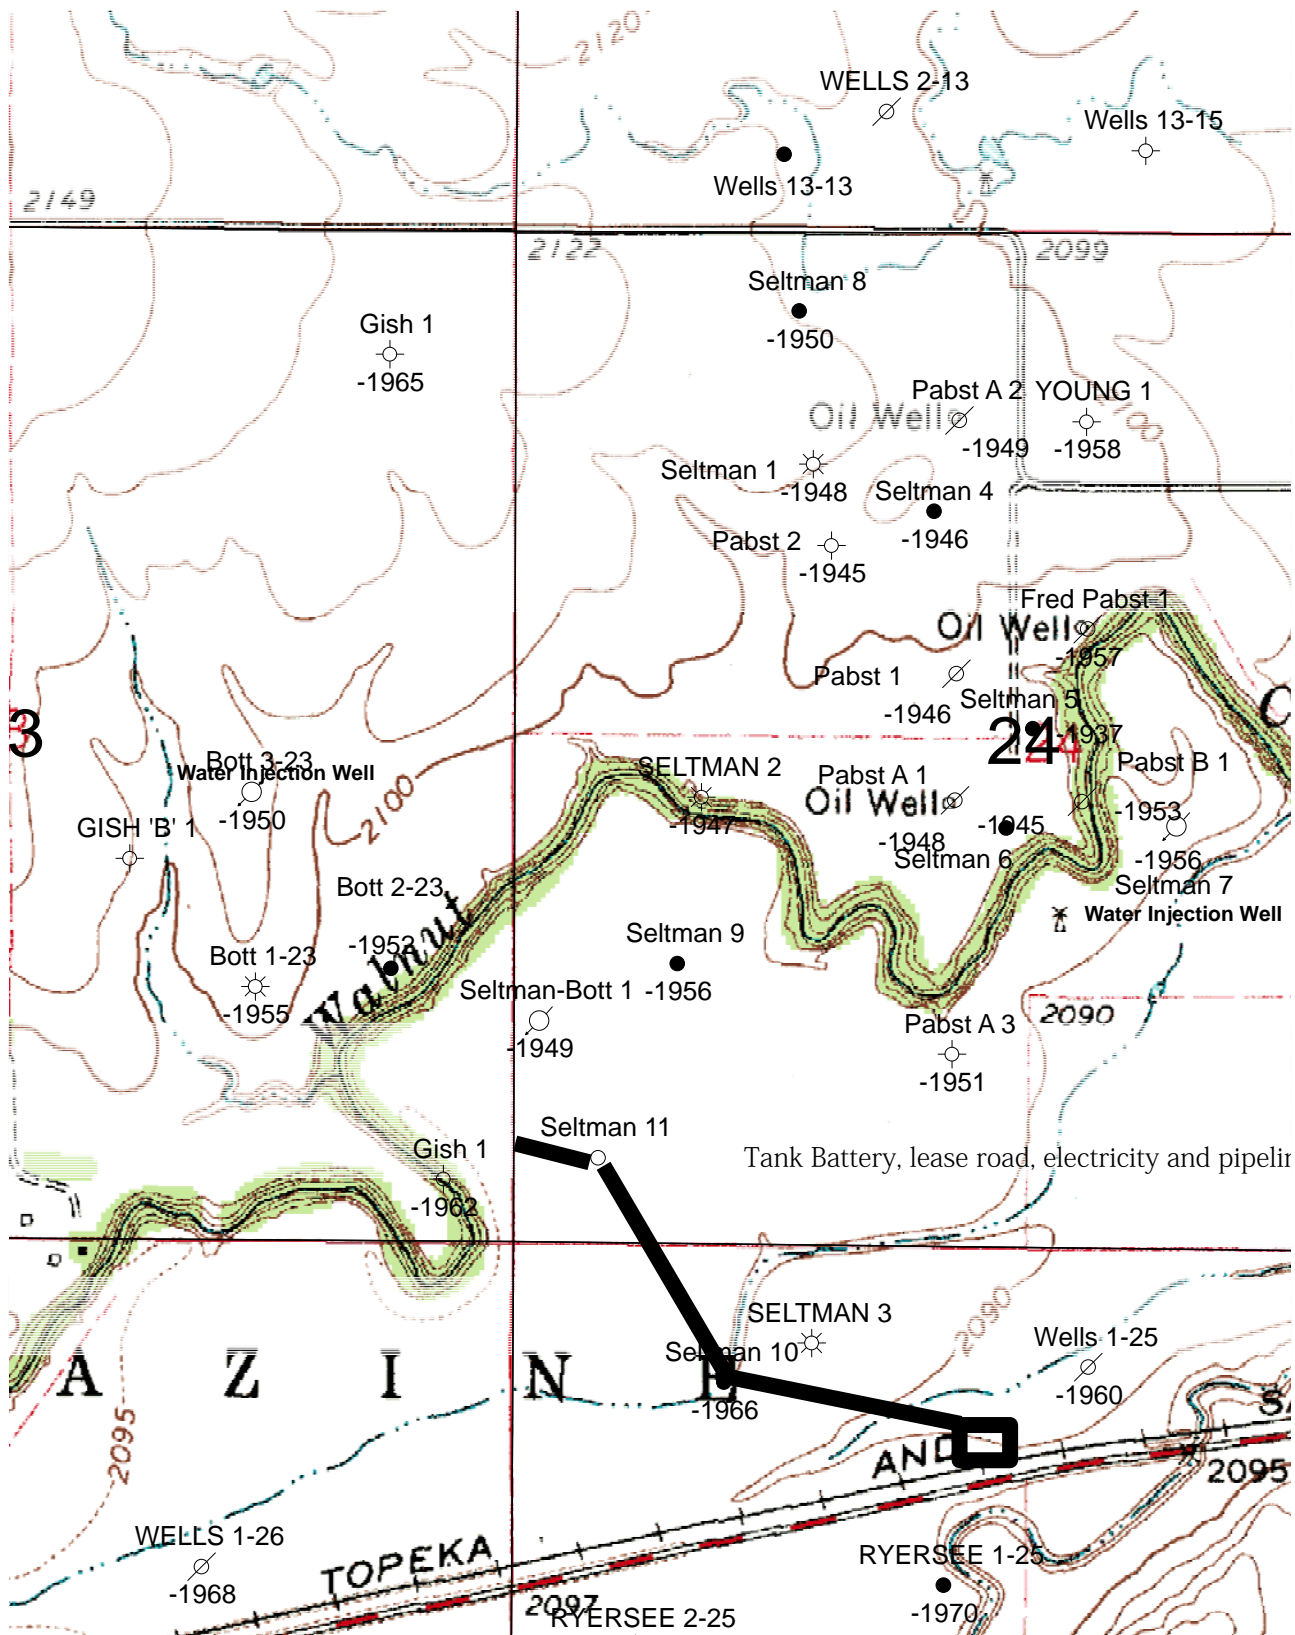 2120
WELLS 2-13
Wells 13-15
Wells 13-13
2149
2122
2099
Seltman 8
-1950
Gish 1
-1965
Pabst A 2
YOUNG 1
Oil Wells
2100
-1949
-1958
Seltman 1
-1948
Seltman 4
-1946
Pabst 2
-1945
Fred Pabst 1
Oil Wells
-1957
Pabst 1
-1946
Seltman 5
-1937
3
24
24
C
Bott 3-23
Water Injection Well
-1950
SELTMAN 2
-1947
Pabst A 1
Oil Wells
-1948
Pabst B 1
-1953
2100
GISH 'B' 1
-1945
Seltman 6
-1956
Seltman 7
Water Injection Well
Bott 2-23
-1952
Walnut
Seltman 9
-1956
Bott 1-23
-1955
Seltman-Bott 1
-1949
2090
Pabst A 3
-1951
Seltman 11
Gish 1
-1962
Tank Battery, lease road, electricity and pipelin
SELTMAN 3
2090
Wells 1-25
-1960
A Z I N E
Seltman 10
-1966
SA
AND
2095
2095
WELLS 1-26
-1968
TOPEKA
RYERSEE 1-25
-1970
2097
RYERSEE 2-25